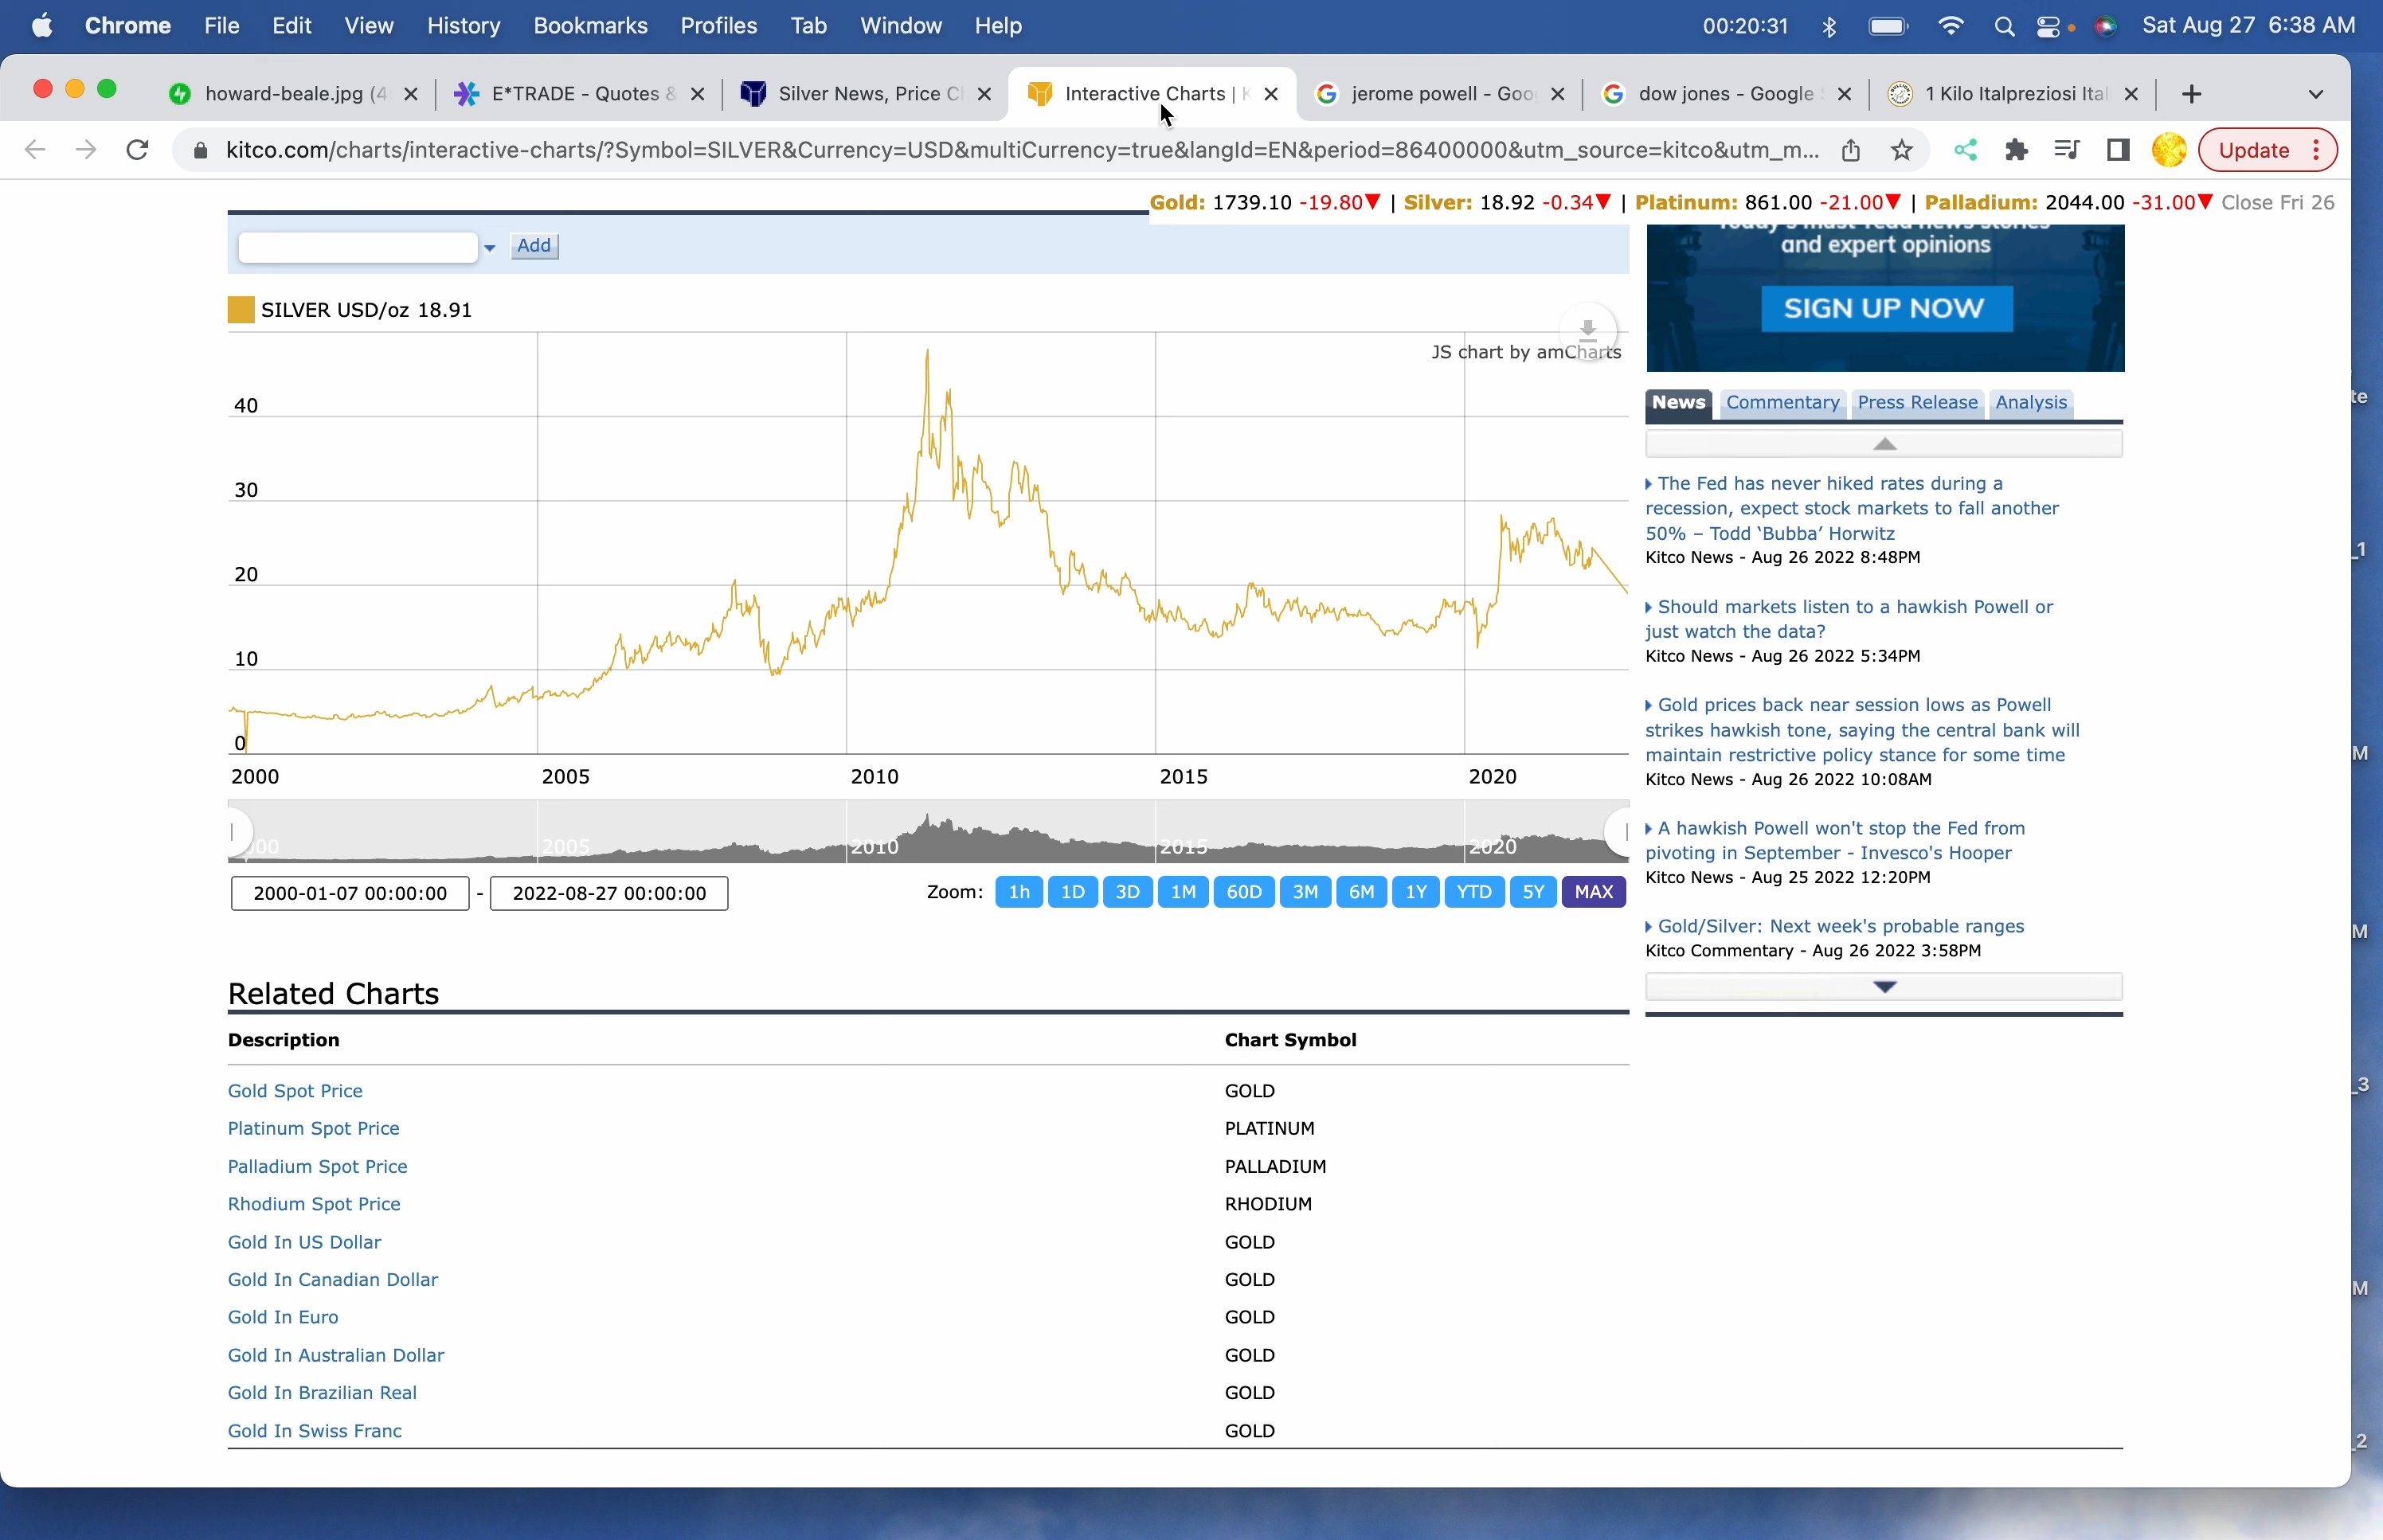 Chrome File Edit View History Bookmarks Profiles Tab Window Help 00:20:31 Sat Aug 27 6:38 AM
howard-beale.jpg (4 E*TRADE - Quotes & Silver News, Price C Interactive Charts | K jerome powell - Goo dow jones - Google S 1 Kilo Italpreziosi Ital
kitco.com/charts/interactive-charts/?Symbol=SILVER&Currency=USD&multiCurrency=true&langId=EN&period=86400000&utm_source=kitco&utm_m... Update
Gold: 1739.10 -19.80▼ | Silver: 18.92 -0.34▼ | Platinum: 861.00 -21.00▼ | Palladium: 2044.00 -31.00▼ Close Fri 26
Add
SILVER USD/oz 18.91
JS chart by amCharts
40
30
20
10
0
2000 2005 2010 2015 2020
00 2005 2010 2015 2020
2000-01-07 00:00:00 - 2022-08-27 00:00:00
Zoom: 1h 1D 3D 1M 60D 3M 6M 1Y YTD 5Y MAX
Related Charts
Description Chart Symbol
Gold Spot Price GOLD
Platinum Spot Price PLATINUM
Palladium Spot Price PALLADIUM
Rhodium Spot Price RHODIUM
Gold In US Dollar GOLD
Gold In Canadian Dollar GOLD
Gold In Euro GOLD
Gold In Australian Dollar GOLD
Gold In Brazilian Real GOLD
Gold In Swiss Franc GOLD
Today's must-read news stories
and expert opinions
SIGN UP NOW
News Commentary Press Release Analysis
The Fed has never hiked rates during a
recession, expect stock markets to fall another
50% – Todd ‘Bubba’ Horwitz
Kitco News - Aug 26 2022 8:48PM
Should markets listen to a hawkish Powell or
just watch the data?
Kitco News - Aug 26 2022 5:34PM
Gold prices back near session lows as Powell
strikes hawkish tone, saying the central bank will
maintain restrictive policy stance for some time
Kitco News - Aug 26 2022 10:08AM
A hawkish Powell won't stop the Fed from
pivoting in September - Invesco's Hooper
Kitco News - Aug 25 2022 12:20PM
Gold/Silver: Next week's probable ranges
Kitco Commentary - Aug 26 2022 3:58PM
te
_1
M
M
_3
M
_2